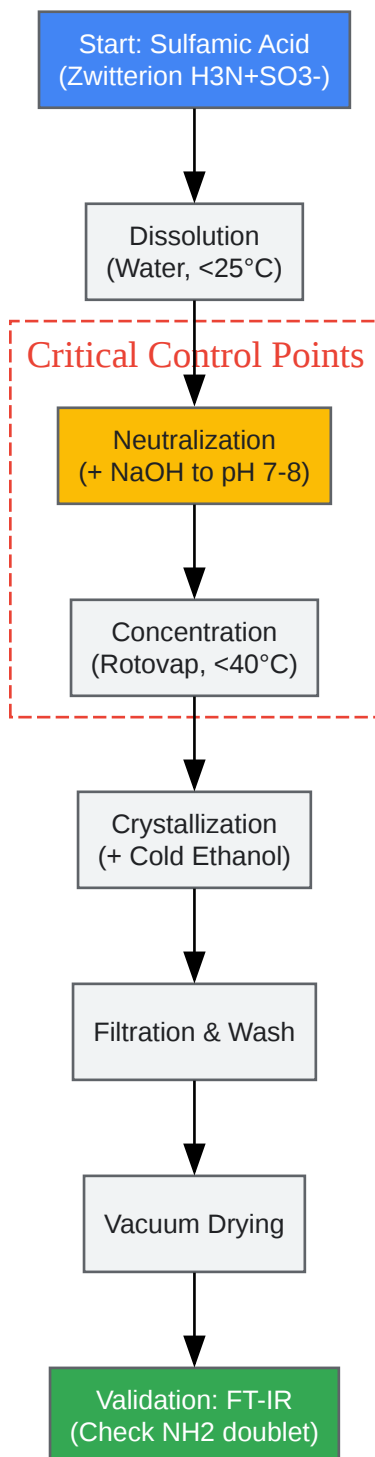 Start: Sulfamic Acid
(Zwitterion H3N+SO3-)
Dissolution
(Water, <25°C)
Critical Control Points
Neutralization
(+ NaOH to pH 7-8)
Concentration
(Rotovap, <40°C)
Crystallization
(+ Cold Ethanol)
Filtration & Wash
Vacuum Drying
Validation: FT-IR
(Check NH2 doublet)